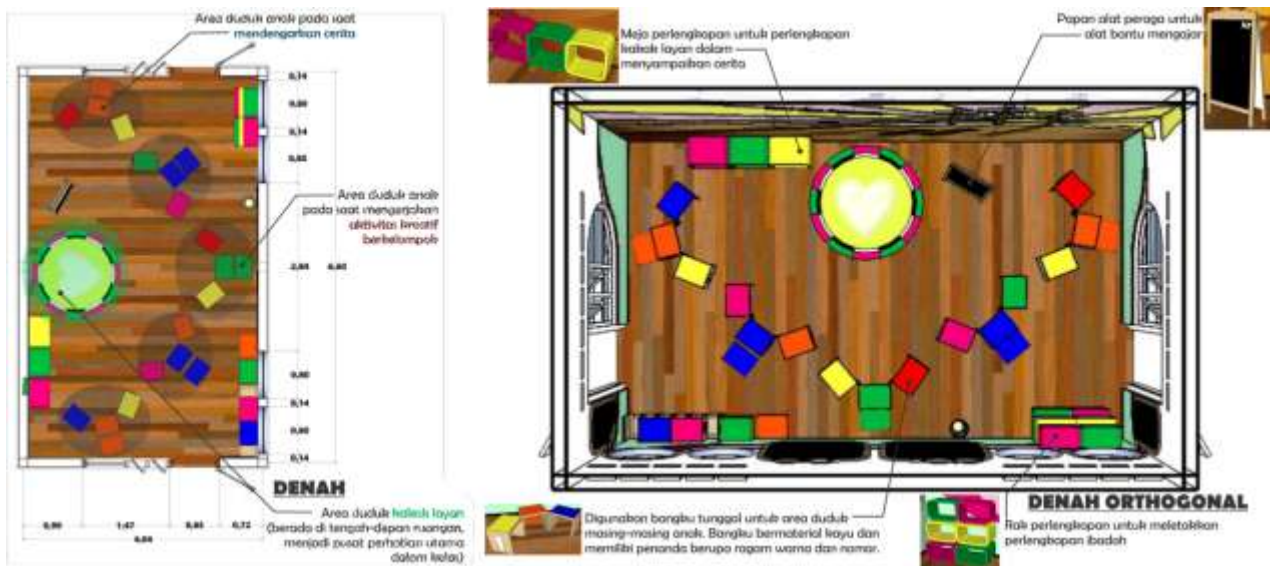 Area duduk anak pada saat
mendengarkan cerita
0,14
0,80
0,14
0,80
Area duduk anak
pada saat mengerjakan
aktivitas kreatif
berkelompok
0,80
0,14
0,80
0,14
DENAH
0,90
1,67
0,72
Area duduk kakak layan
(berada di tengah-depan ruangan,
menjadi pusat perhatian utama
dalam kelas)
Meja perlengkapan untuk perlengkapan
kakak layan dalam
menyampaikan cerita
Papan alat peraga untuk
alat bantu mengajar
Digunakan bangku tunggal untuk area duduk
masing-masing anak. Bangku bermaterial kayu dan
memiliki penanda berupa ragam warna dan nomor.
DENAH ORTHOGONAL
Rak perlengkapan untuk meletakkan
perlengkapan ibadah